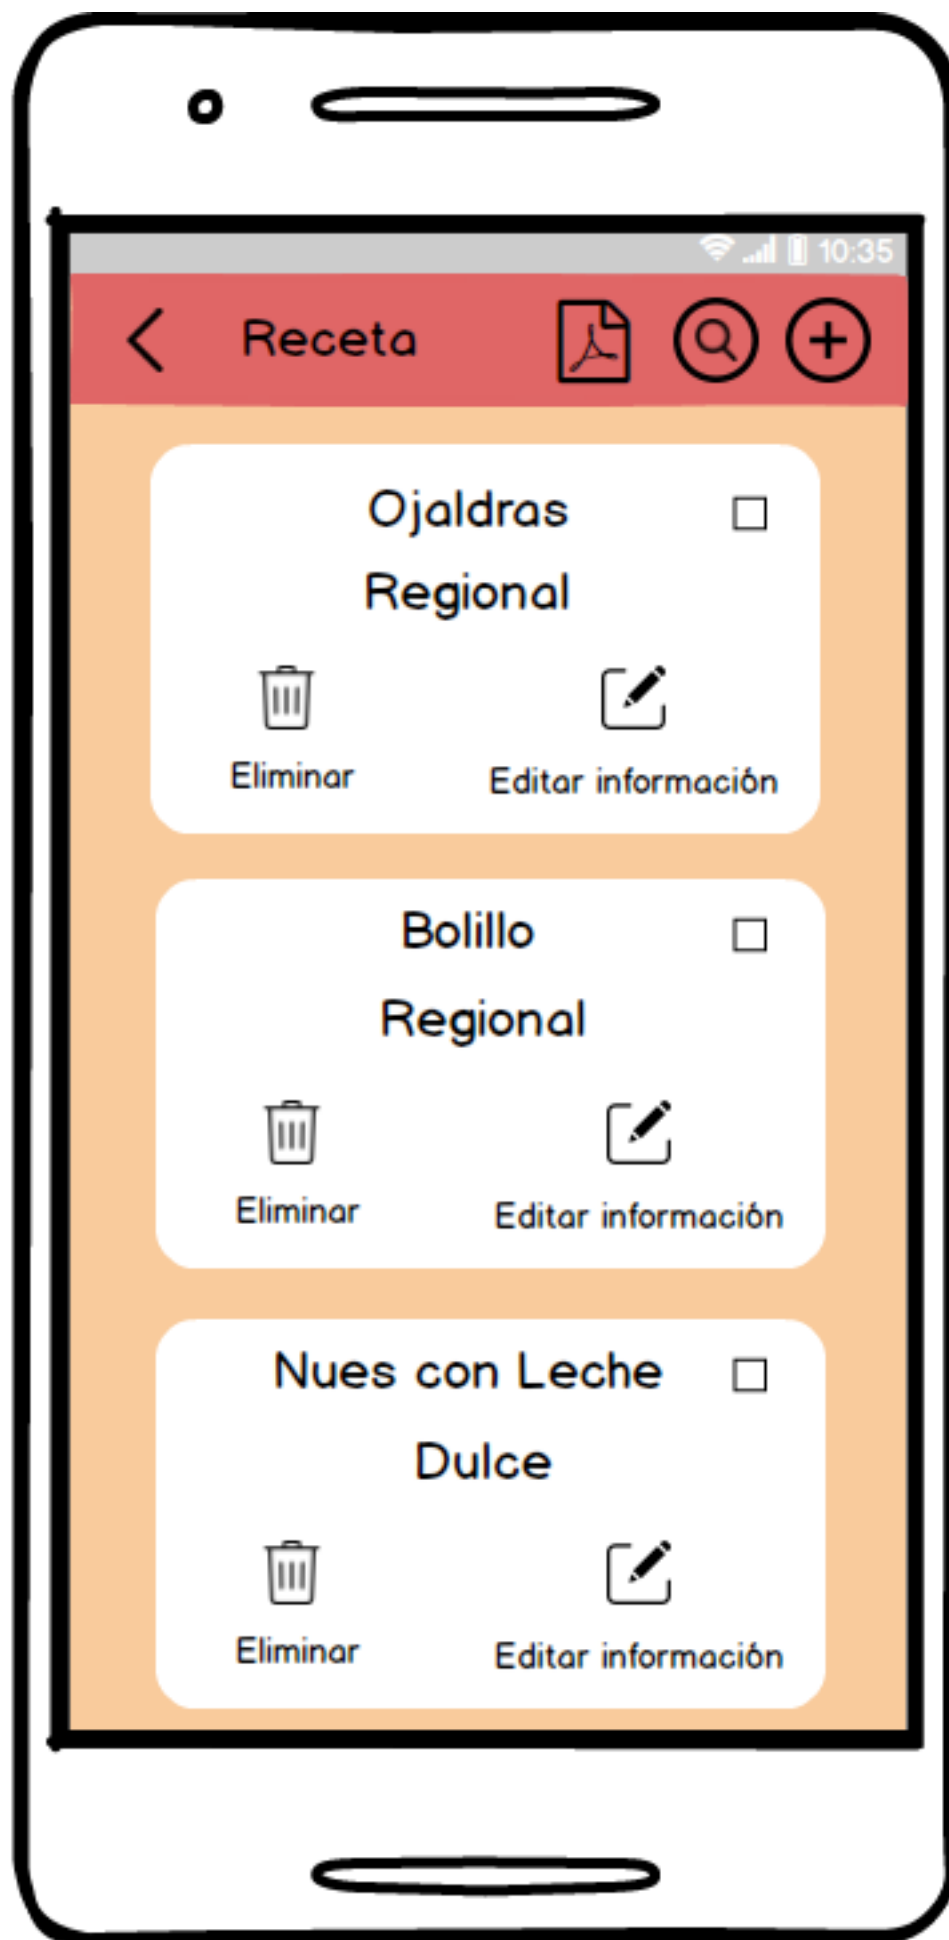 10:35
Receta
Ojaldras
Regional
Eliminar
Editar información
Bolillo
Regional
Eliminar
Editar información
Nues con Leche
Dulce
Eliminar
Editar información